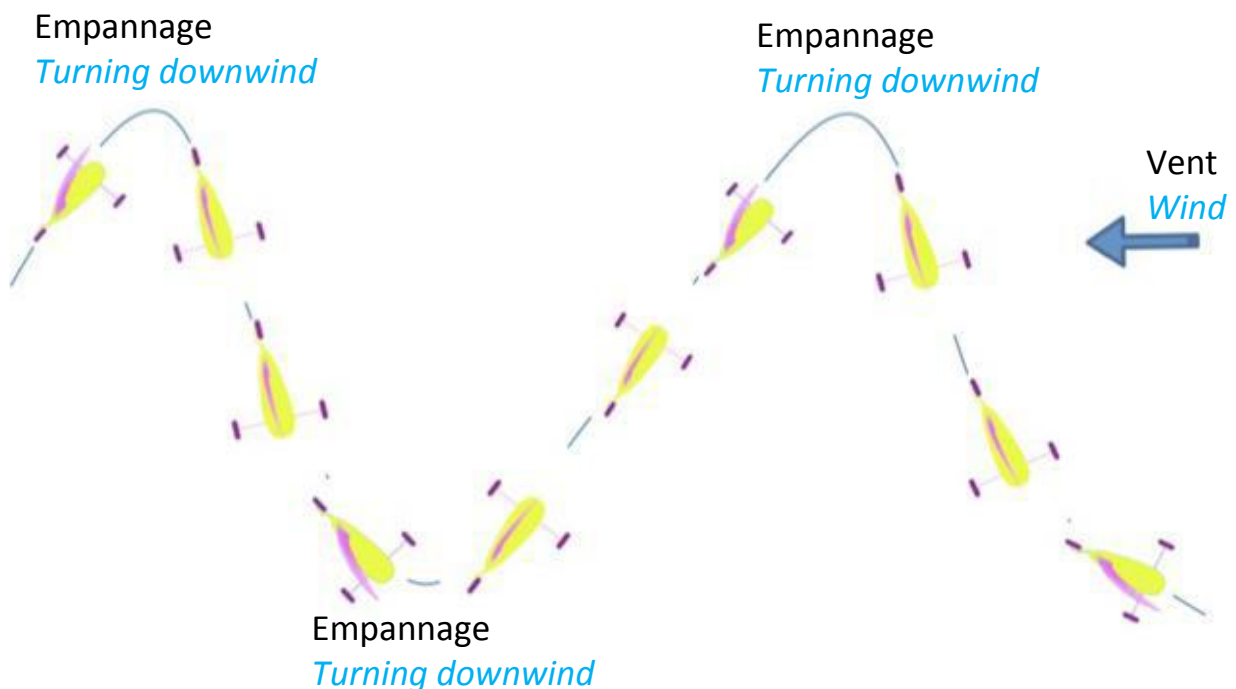 Empannage
Turning downwind
Empannage
Turning downwind
Vent
Wind
Empannage
Turning downwind